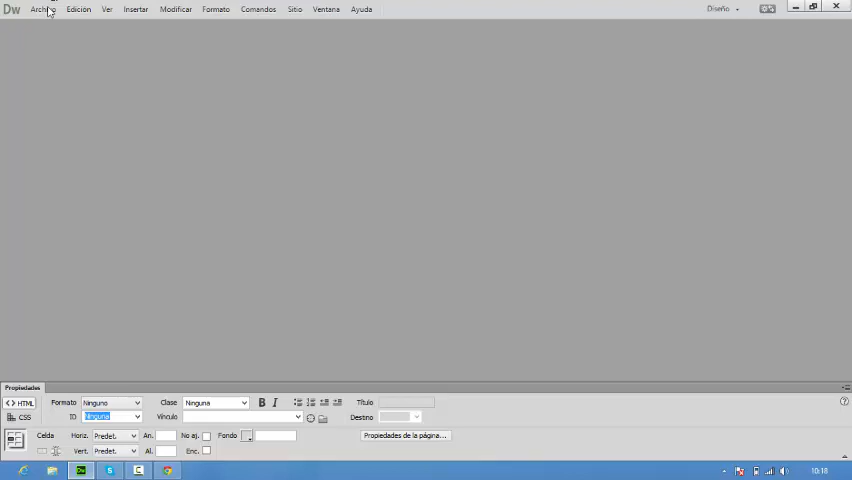 Dw Archivo Edición Ver Insertar Modificar Formato Comandos Sitio Ventana Ayuda Diseño
Propiedades
<> HTML Formato Ninguno Clase Ninguna B I Título
CSS ID Ninguna Vínculo Destino
Celda Horiz. Predet. An. No aj. Fondo Propiedades de la página...
Vert. Predet. Al. Enc.
Dw S 10:18